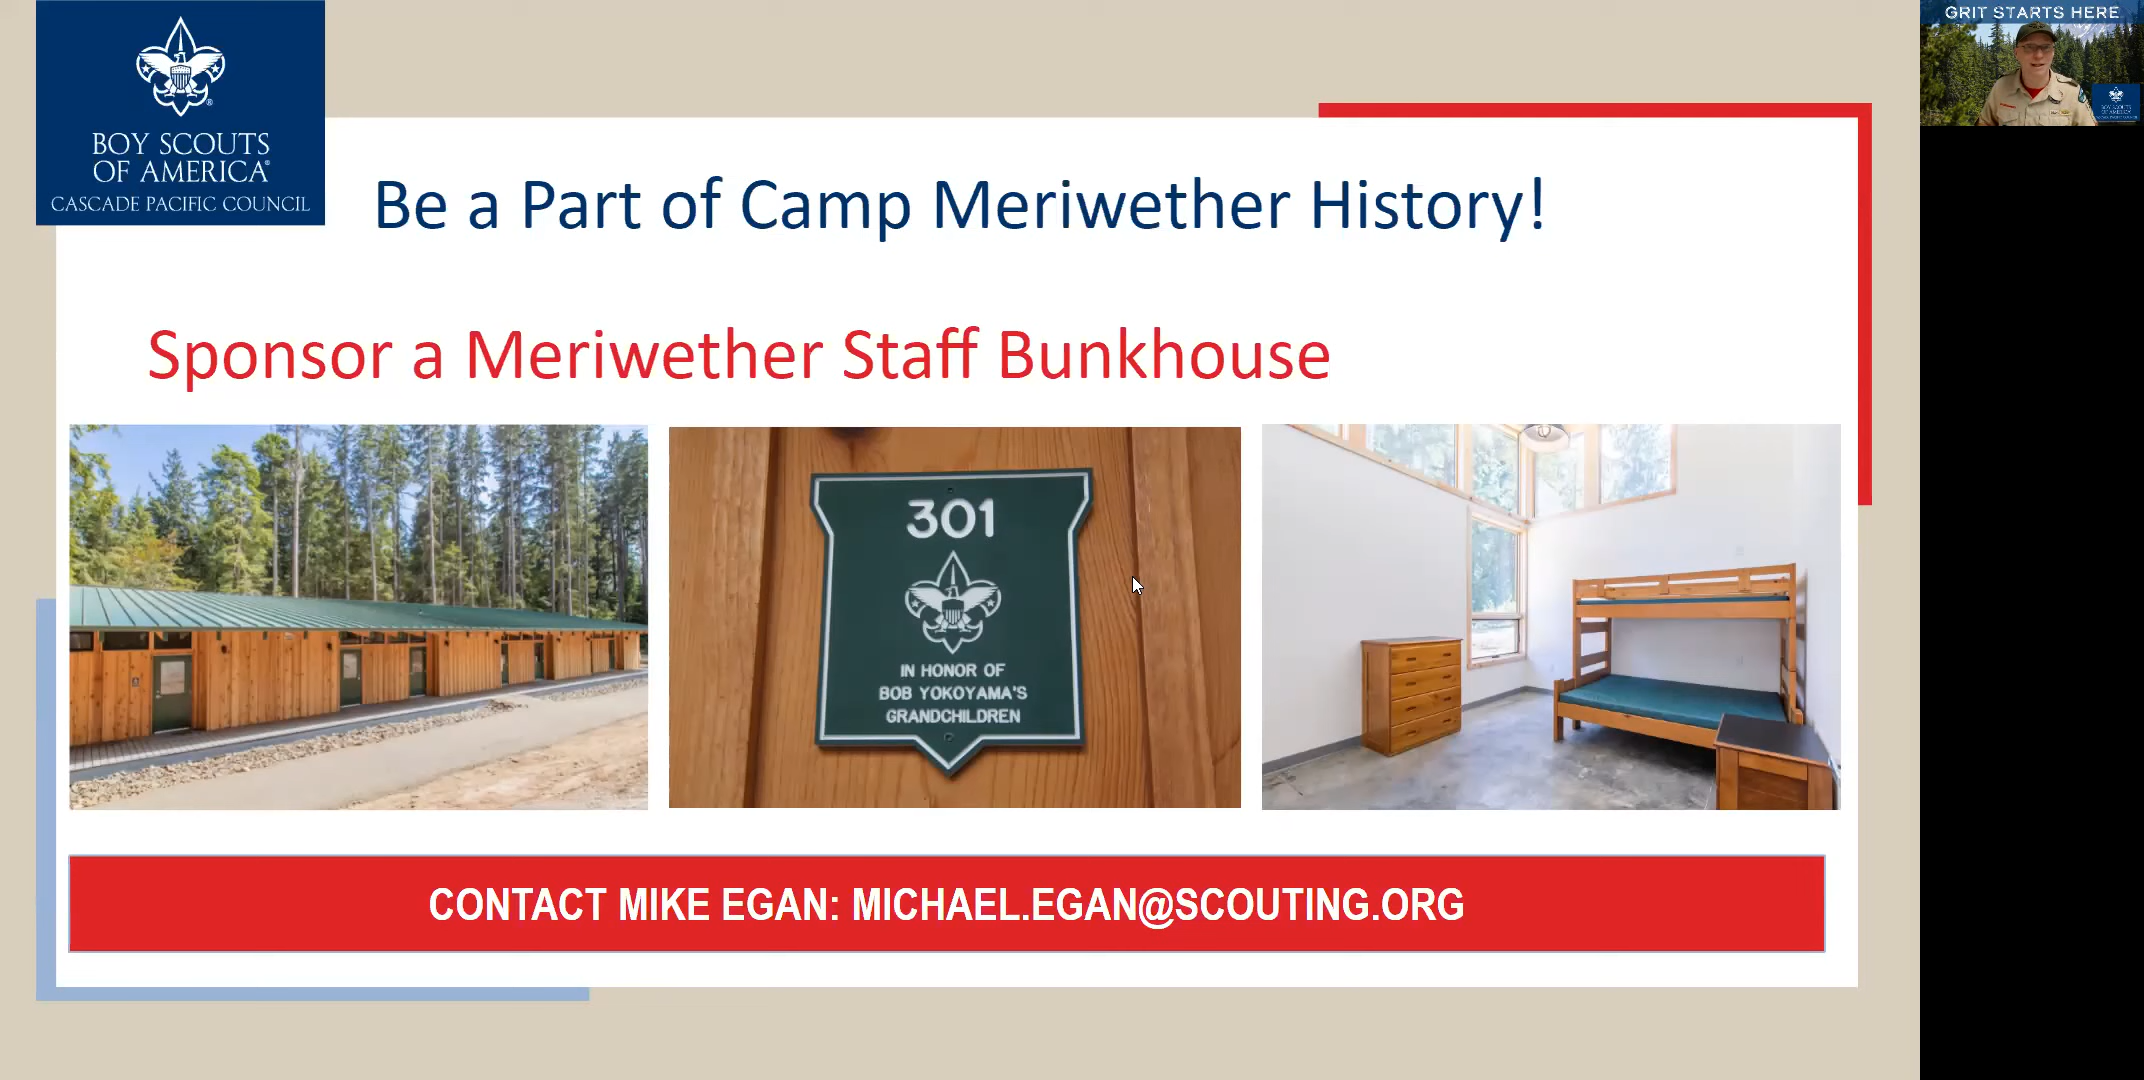 BOY SCOUTS
OF AMERICA®
CASCADE PACIFIC COUNCIL
GRIT STARTS HERE
Be a Part of Camp Meriwether History!
Sponsor a Meriwether Staff Bunkhouse
301
IN HONOR OF
BOB YOKOYAMA'S
GRANDCHILDREN
CONTACT MIKE EGAN: MICHAEL.EGAN@SCOUTING.ORG